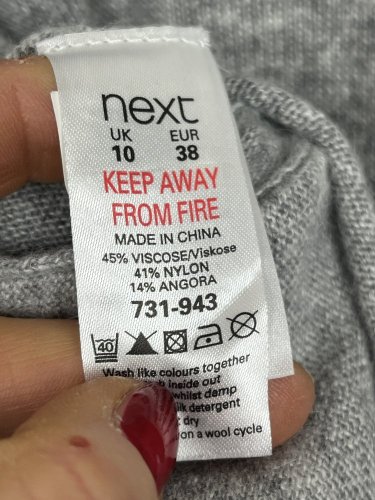 next
UK EUR
10 38
KEEP AWAY
FROM FIRE
MADE IN CHINA
45% VISCOSE/Viskose
41% NYLON
14% ANGORA
731-943
40
Wash like colours together
inside out
whilst damp
detergent
dry
on a wool cycle